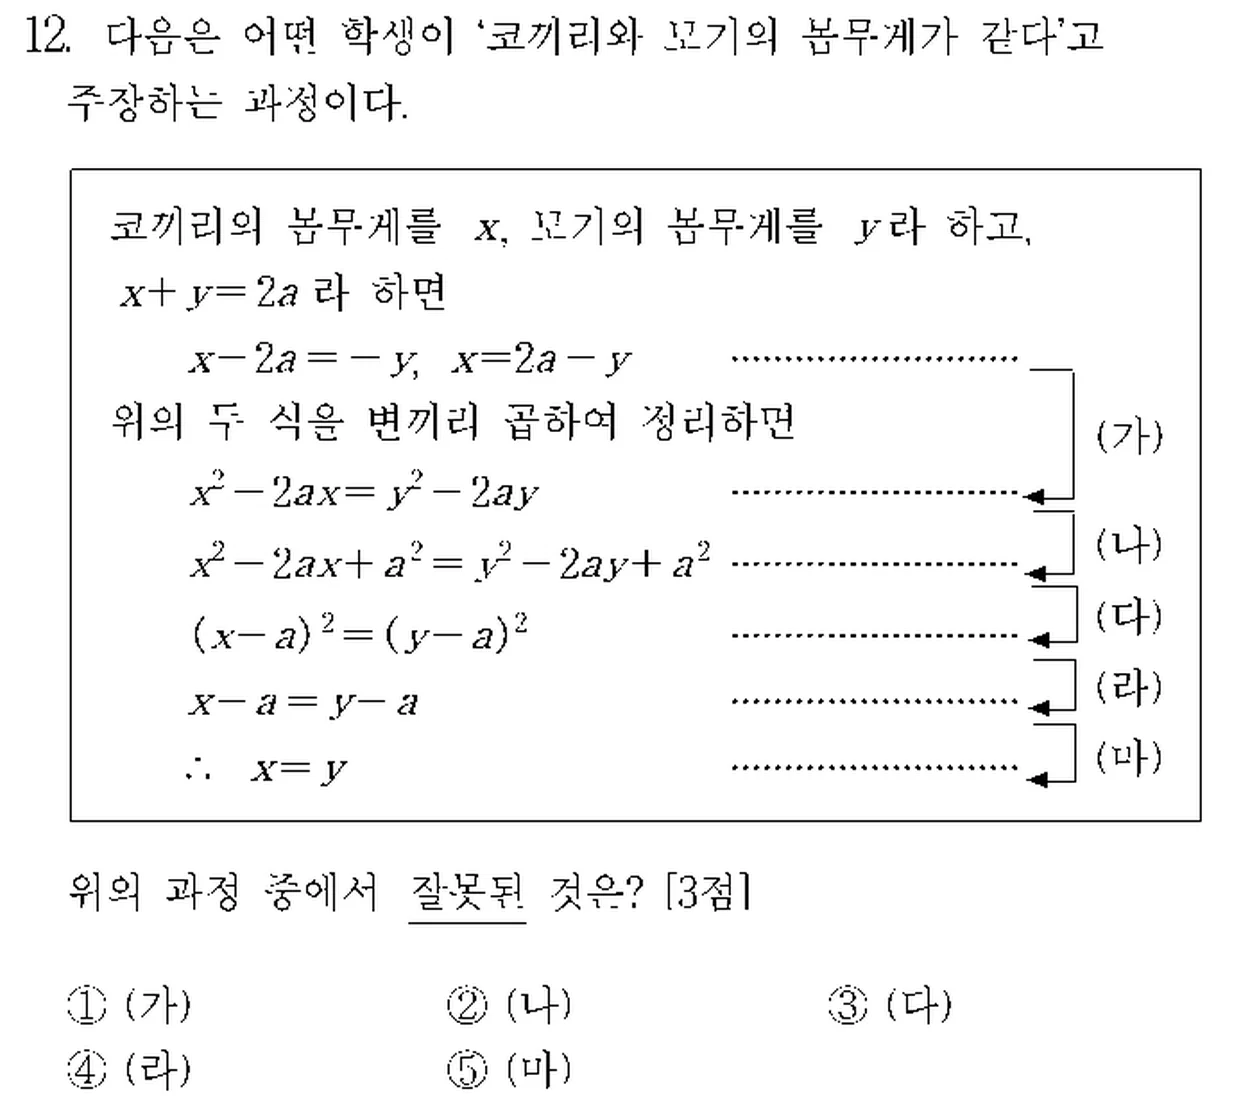 12. 다음은 어떤 학생이 ‘코끼리와 모기의 몸무게가 같다’고
주장하는 과정이다.
코끼리의 몸무게를 x, 모기의 몸무게를 y라 하고,
x+y=2a라 하면
x-2a=-y, x=2a-y ...........................
위의 두 식을 변끼리 곱하여 정리하면
(가)
x²-2ax=y²-2ay ...........................
(나)
x²-2ax+a²=y²-2ay+a² ...........................
(다)
(x-a)²=(y-a)² ...........................
(라)
x-a=y-a ...........................
(마)
∴ x=y ...........................
위의 과정 중에서 잘못된 것은? [3점]
① (가) ② (나) ③ (다)
④ (라) ⑤ (마)